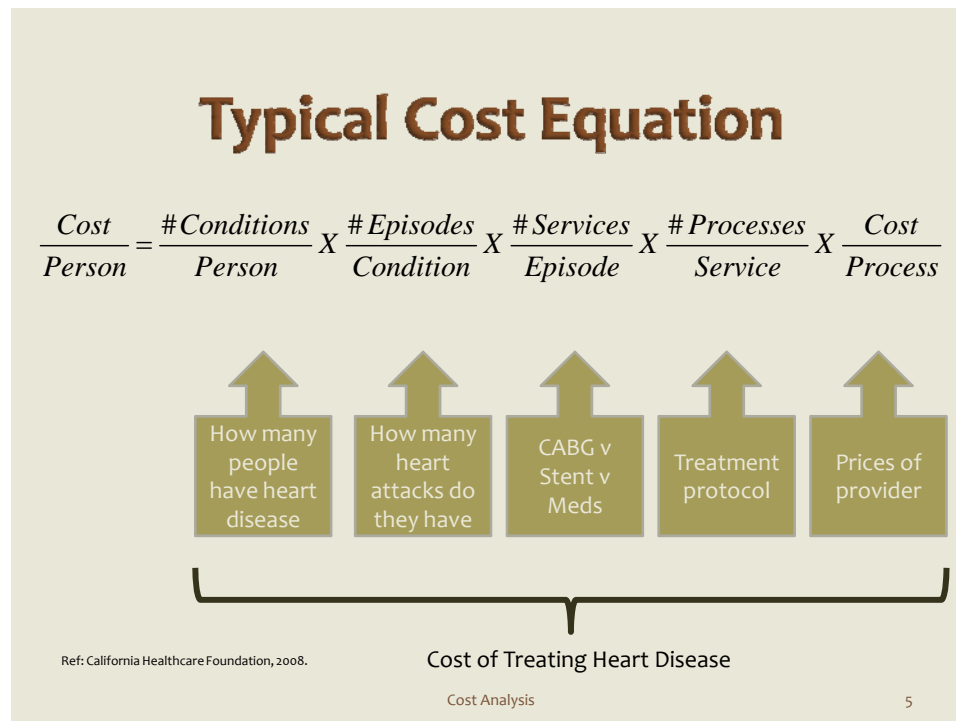 Typical Cost Equation
Cost/Person = #Conditions/Person X #Episodes/Condition X #Services/Episode X #Processes/Service X Cost/Process
How many
people
have heart
disease
How many
heart
attacks do
they have
CABG v
Stent v
Meds
Treatment
protocol
Prices of
provider
Cost of Treating Heart Disease
Ref: California Healthcare Foundation, 2008.
Cost Analysis
5